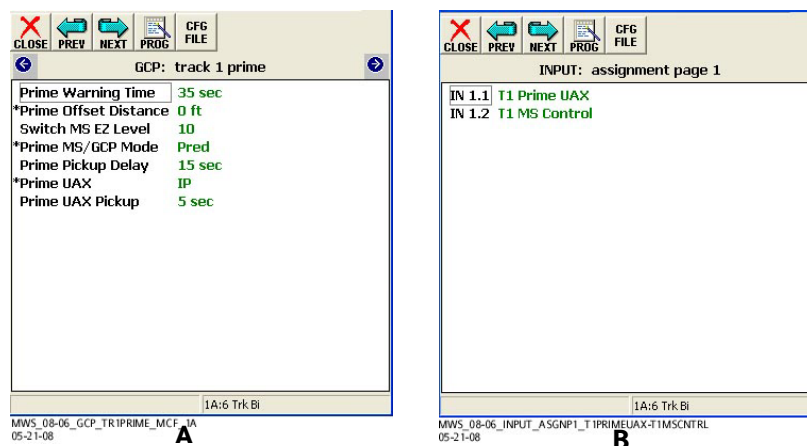 CLOSE PREV NEXT PROG CFG FILE
GCP: track 1 prime
Prime Warning Time 35 sec
*Prime Offset Distance 0 ft
Switch MS EZ Level 10
*Prime MS/GCP Mode Pred
Prime Pickup Delay 15 sec
*Prime UAX IP
Prime UAX Pickup 5 sec
1A:6 Trk Bi
MWS_08-06_GCP_TR1PRIME_MCF_1A
05-21-08
A
CLOSE PREV NEXT PROG CFG FILE
INPUT: assignment page 1
IN 1.1 T1 Prime UAX
IN 1.2 T1 MS Control
1A:6 Trk Bi
MWS_08-06_INPUT_ASGNP1_T1PRIMEUAX-T1MSCNTRL
05-21-08
B